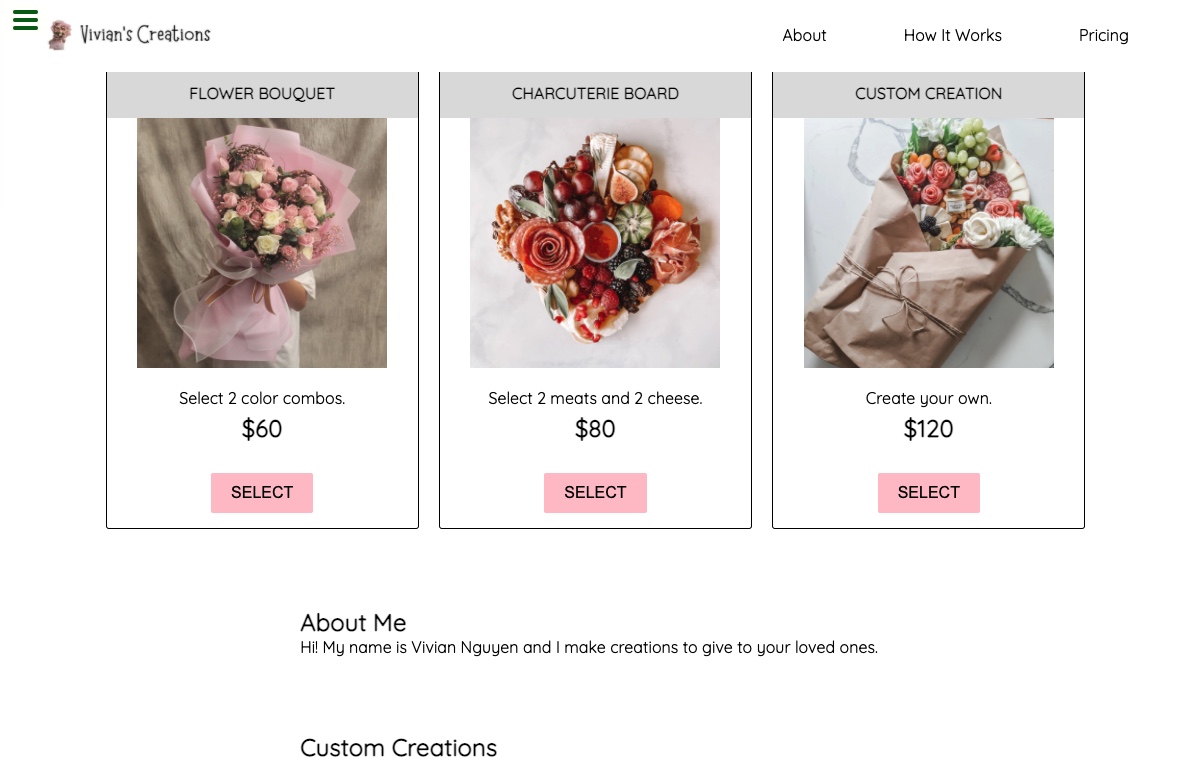 Vivian's Creations
About
How It Works
Pricing
FLOWER BOUQUET
CHARCUTERIE BOARD
CUSTOM CREATION
Select 2 color combos.
$60
SELECT
Select 2 meats and 2 cheese.
$80
SELECT
Create your own.
$120
SELECT
About Me
Hi! My name is Vivian Nguyen and I make creations to give to your loved ones.
Custom Creations